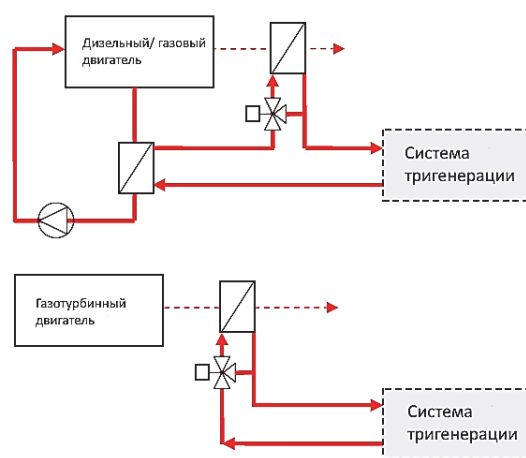 Дизельный/ газовый
двигатель
Система
тригенерации
Газотурбинный
двигатель
Система
тригенерации